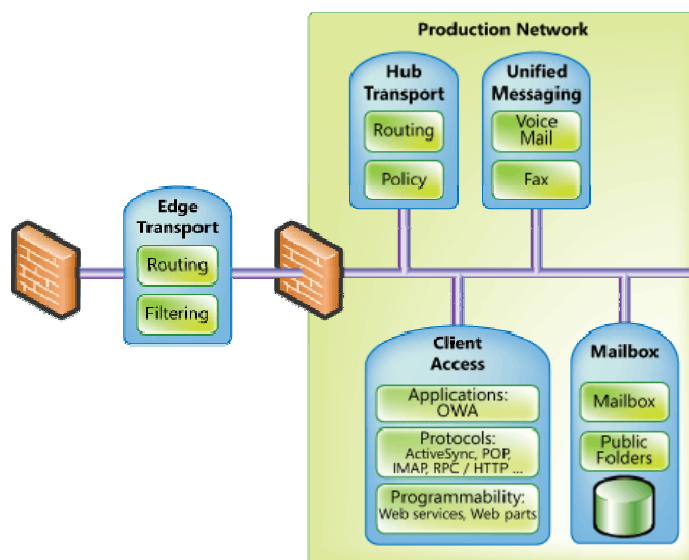 Production Network
Hub
Transport
Routing
Policy
Unified
Messaging
Voice
Mail
Fax
Edge
Transport
Routing
Filtering
Client
Access
Applications:
OWA
Protocols:
ActiveSync, POP,
IMAP, RPC / HTTP ...
Programmability:
Web services, Web parts
Mailbox
Mailbox
Public
Folders